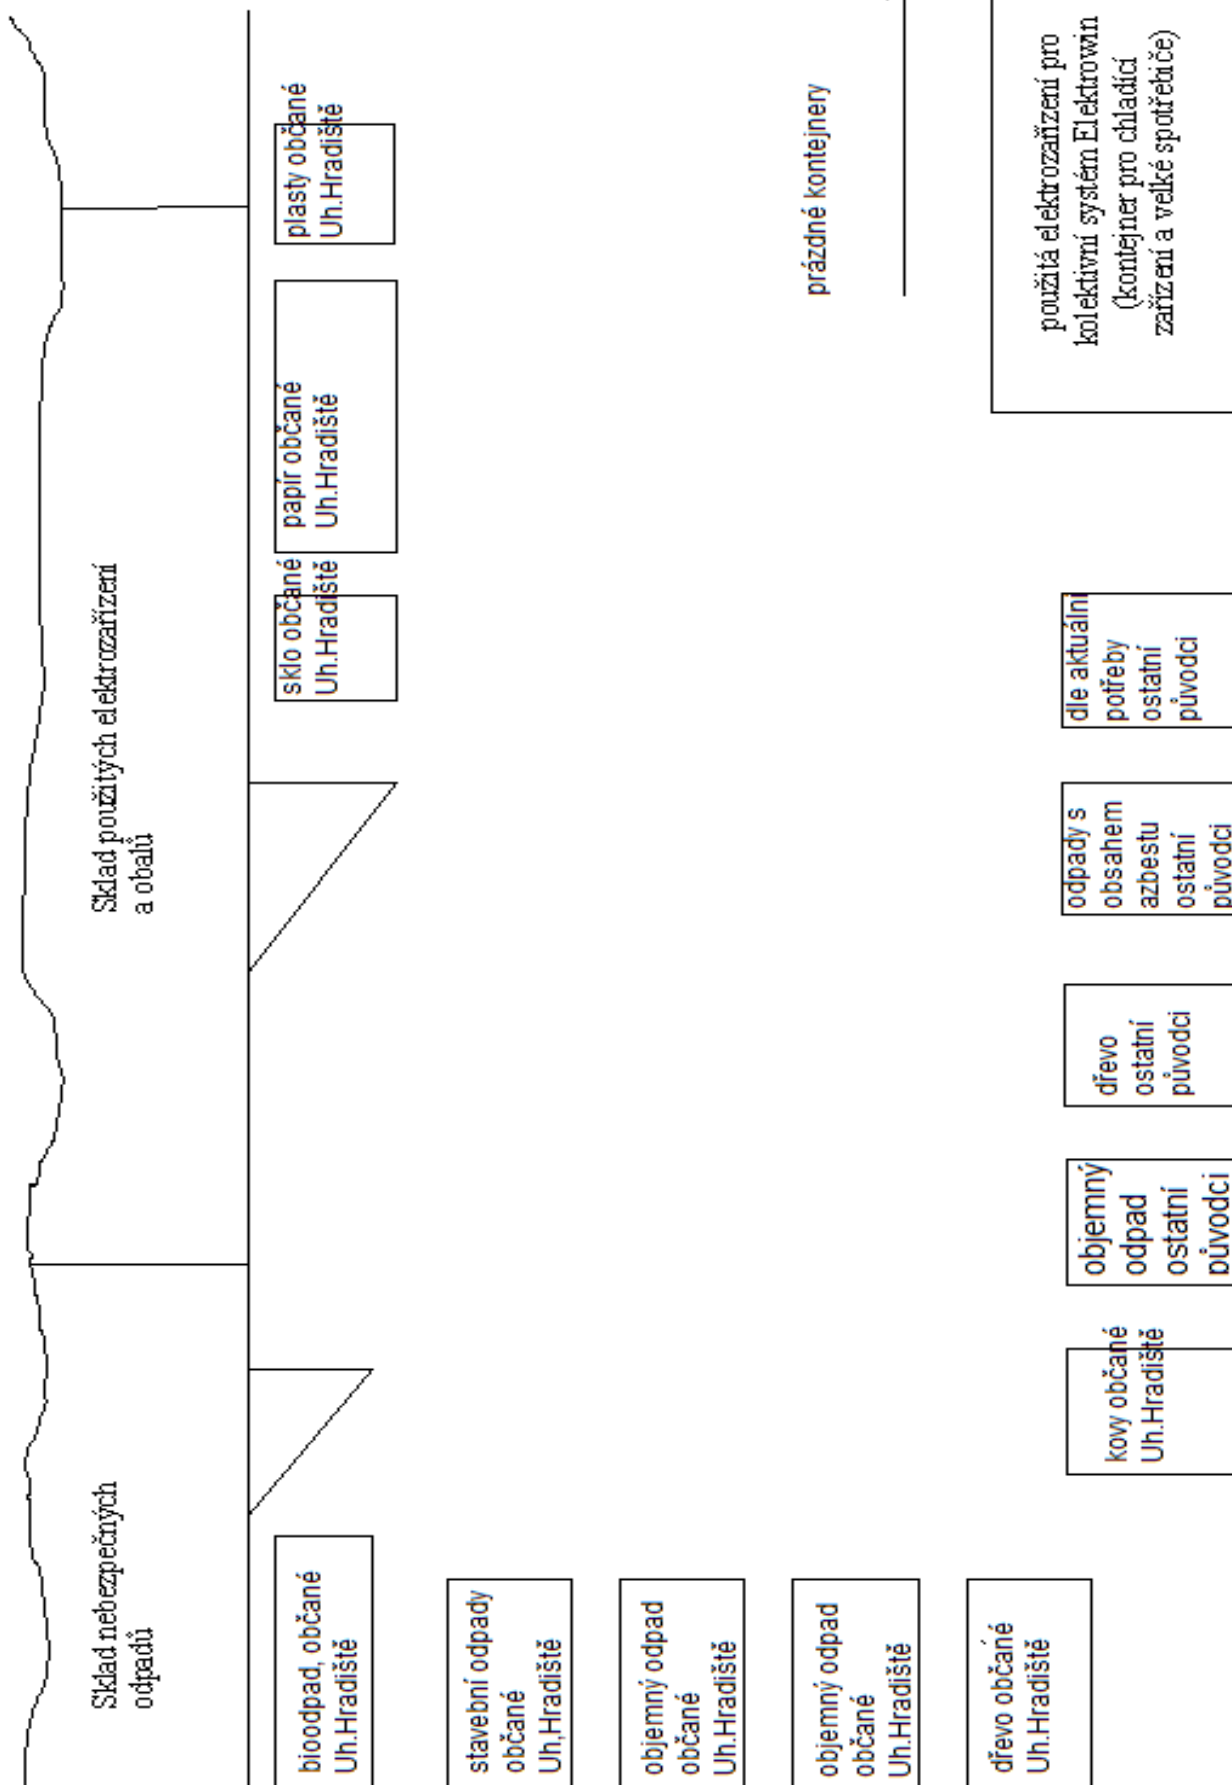 Sklad nebezpečných
odpadů
Sklad použitých elektrozařízení
a obalů
bioodpad, občané
Uh.Hradiště
sklo občané
Uh.Hradiště
papír občané
Uh.Hradiště
plasty občané
Uh.Hradiště
stavební odpady
občané
Uh,Hradiště
objemný odpad
občané
Uh.Hradiště
objemný odpad
občané
Uh.Hradiště
dřevo občané
Uh.Hradiště
prázdné kontejnery
kovy občané
Uh.Hradiště
objemný
odpad
ostatní
původci
dřevo
ostatní
původci
odpady s
obsahem
azbestu
ostatní
původci
dle aktuální
potřeby
ostatní
původci
použitá elektrozařízení pro
kolektivní systém Elektrowin
(kontejner pro chladící
zařízení a velké spotřebiče)